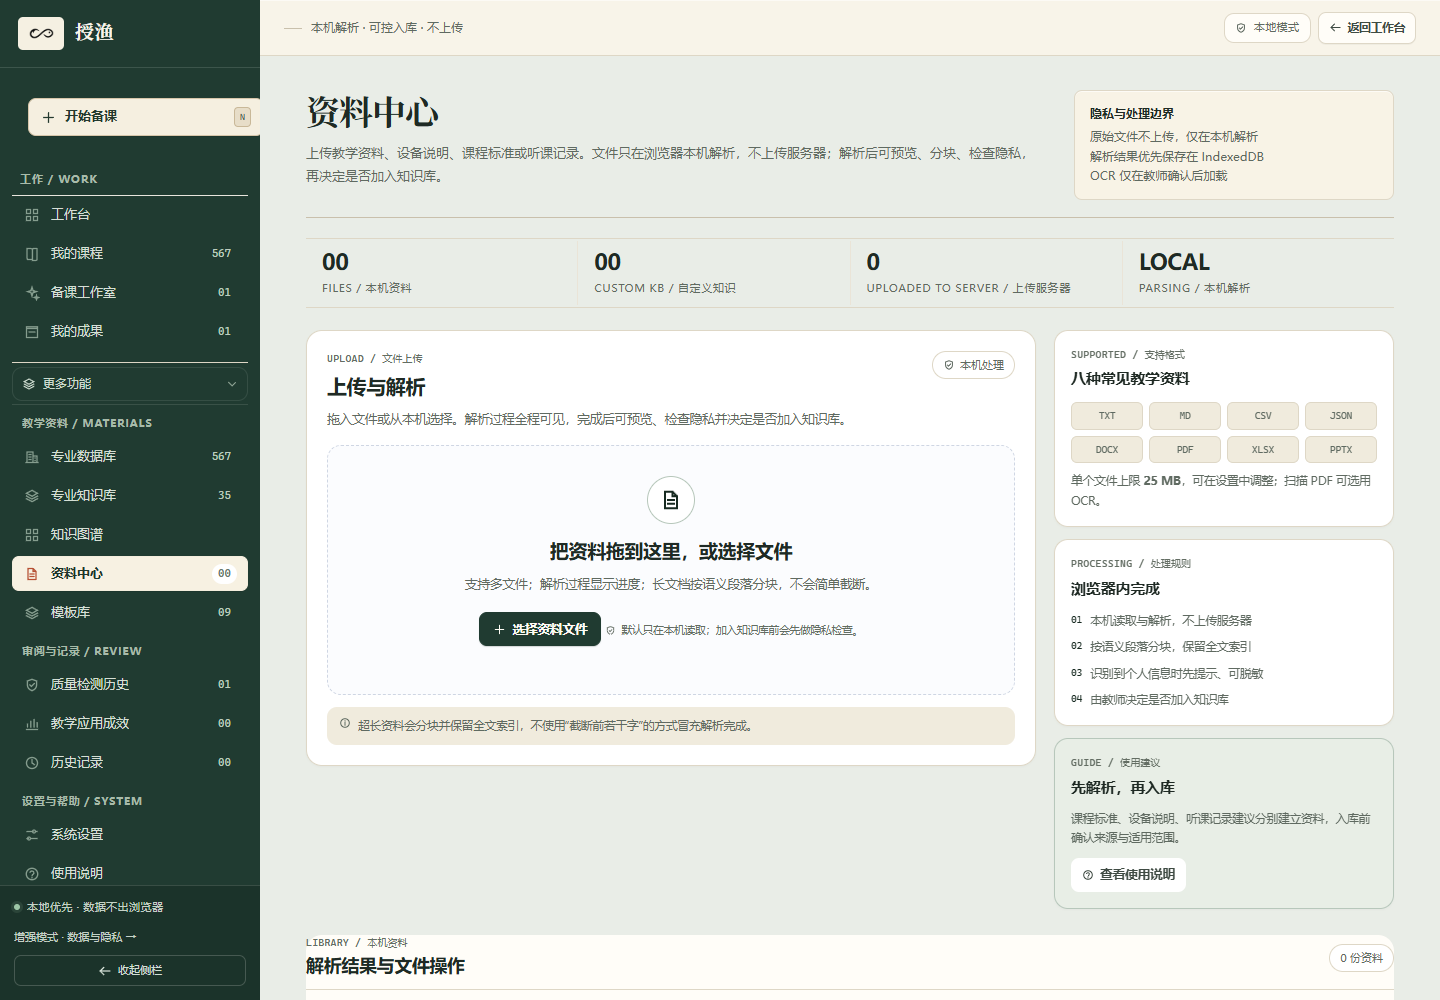 授渔
开始备课
N
工作 / WORK
工作台
我的课程 567
备课工作室 01
我的成果 01
更多功能
教学资料 / MATERIALS
专业数据库 567
专业知识库 35
知识图谱
资料中心 00
模板库 09
审阅与记录 / REVIEW
质量检测历史 01
教学应用成效 00
历史记录 00
设置与帮助 / SYSTEM
系统设置
使用说明
本地优先 · 数据不出浏览器
增强模式 · 数据与隐私 →
← 收起侧栏
本机解析 · 可控入库 · 不上传
本地模式
← 返回工作台
资料中心
上传教学资料、设备说明、课程标准或听课记录。文件只在浏览器本机解析，不上传服务器；解析后可预览、分块、检查隐私，
再决定是否加入知识库。
隐私与处理边界
原始文件不上传，仅在本机解析
解析结果优先保存在 IndexedDB
OCR 仅在教师确认后加载
00
FILES / 本机资料
00
CUSTOM KB / 自定义知识
0
UPLOADED TO SERVER / 上传服务器
LOCAL
PARSING / 本机解析
UPLOAD / 文件上传
上传与解析
本机处理
拖入文件或从本机选择。解析过程全程可见，完成后可预览、检查隐私并决定是否加入知识库。
把资料拖到这里，或选择文件
支持多文件；解析过程显示进度；长文档按语义段落分块，不会简单截断。
+ 选择资料文件
默认只在本机读取；加入知识库前会先做隐私检查。
超长资料会分块并保留全文索引，不使用“截断前若干字”的方式冒充解析完成。
SUPPORTED / 支持格式
八种常见教学资料
TXT MD CSV JSON
DOCX PDF XLSX PPTX
单个文件上限 25 MB，可在设置中调整；扫描 PDF 可选用
OCR。
PROCESSING / 处理规则
浏览器内完成
01 本机读取与解析，不上传服务器
02 按语义段落分块，保留全文索引
03 识别到个人信息时先提示、可脱敏
04 由教师决定是否加入知识库
GUIDE / 使用建议
先解析，再入库
课程标准、设备说明、听课记录建议分别建立资料，入库前
确认来源与适用范围。
查看使用说明
LIBRARY / 本机资料
解析结果与文件操作
0 份资料